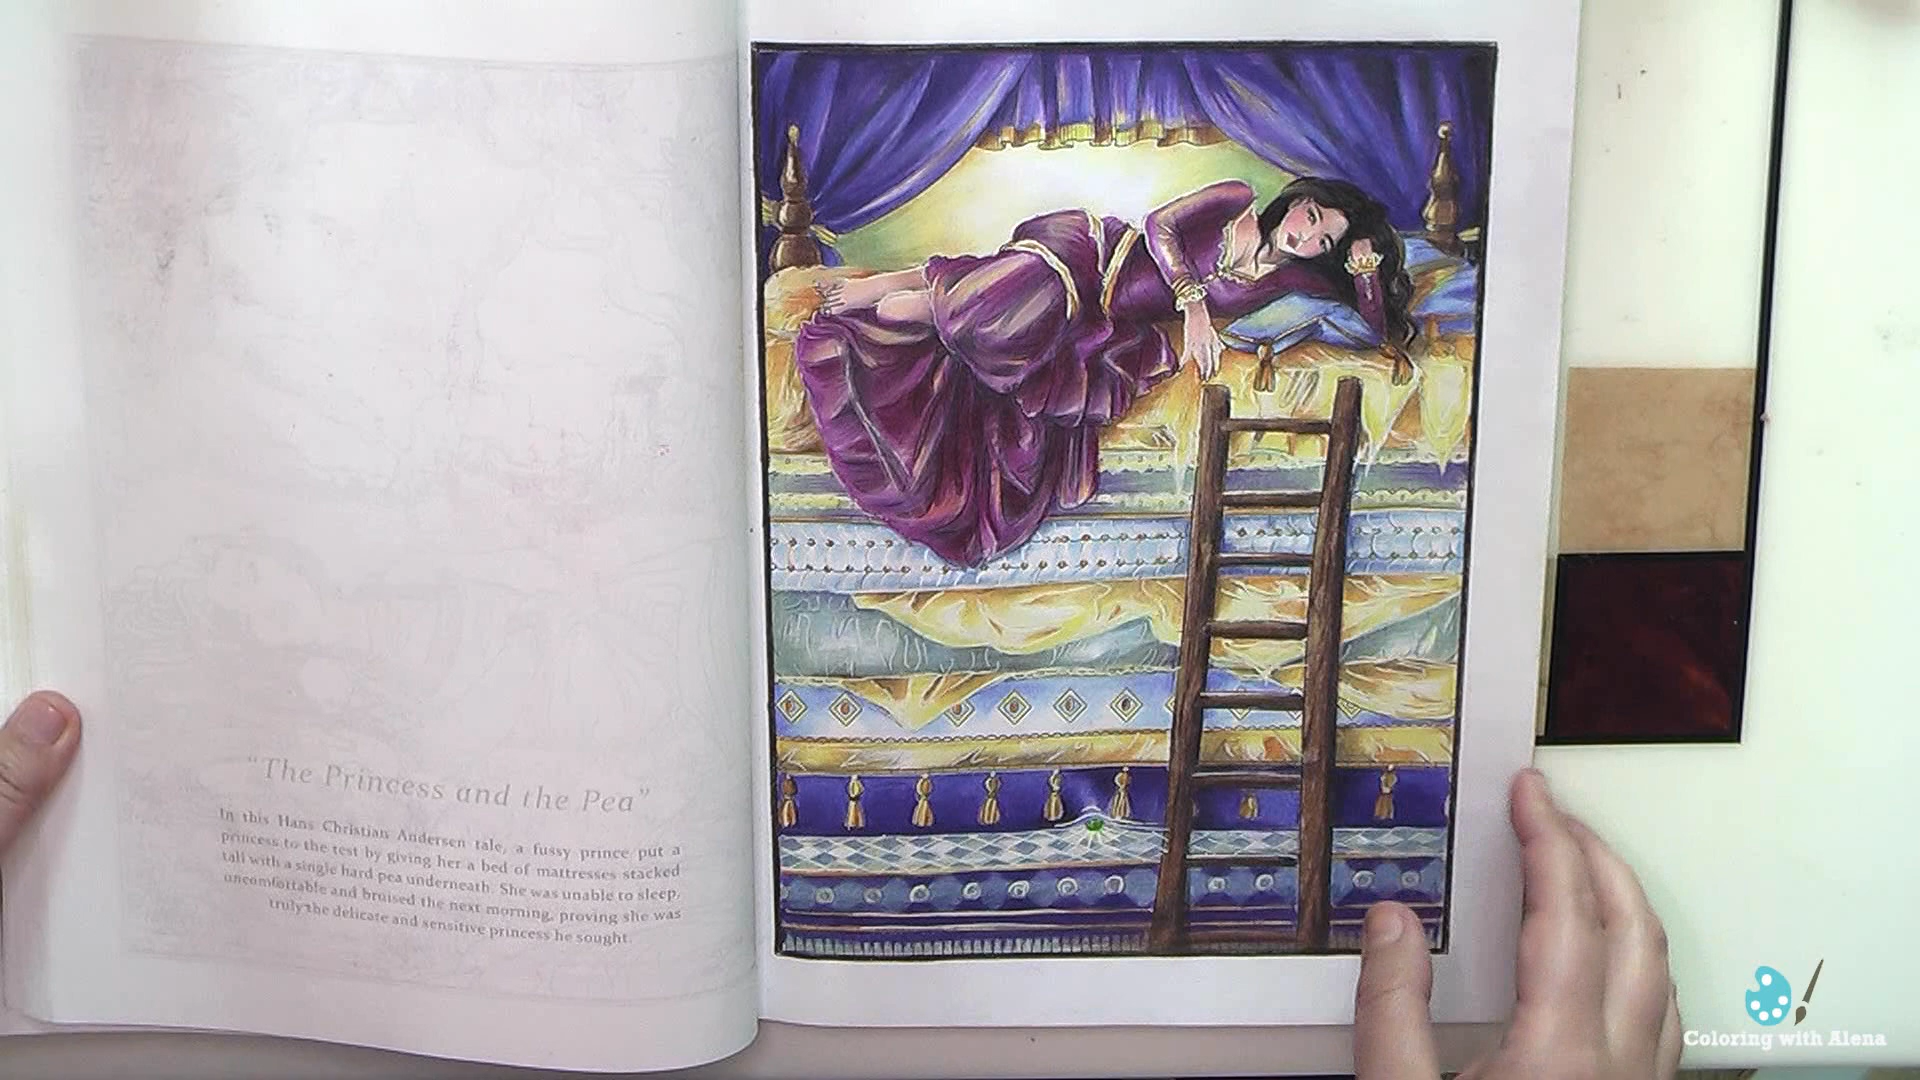 "The Princess and the Pea"
In this Hans Christian Andersen tale, a fussy prince put a
princess to the test by giving her a bed of mattresses stacked
tall with a single hard pea underneath. She was unable to sleep,
uncomfortable and bruised the next morning, proving she was
truly the delicate and sensitive princess he sought.
Coloring with Alena